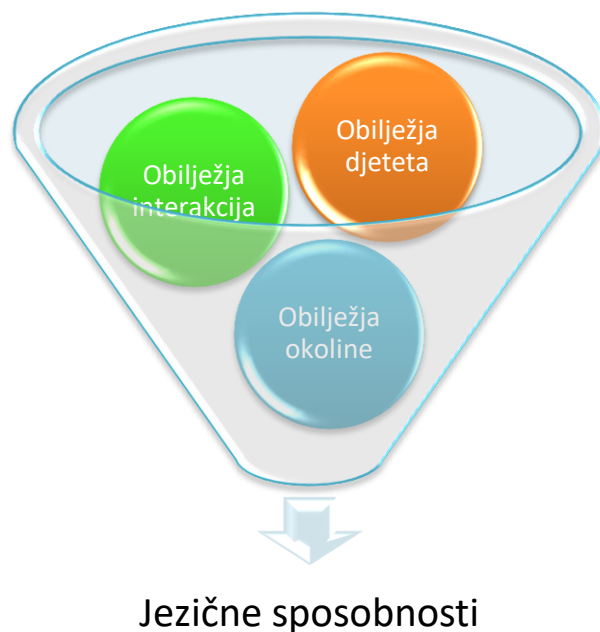 Obilježja
djeteta
Obilježja
interakcija
Obilježja
okoline
Jezične sposobnosti